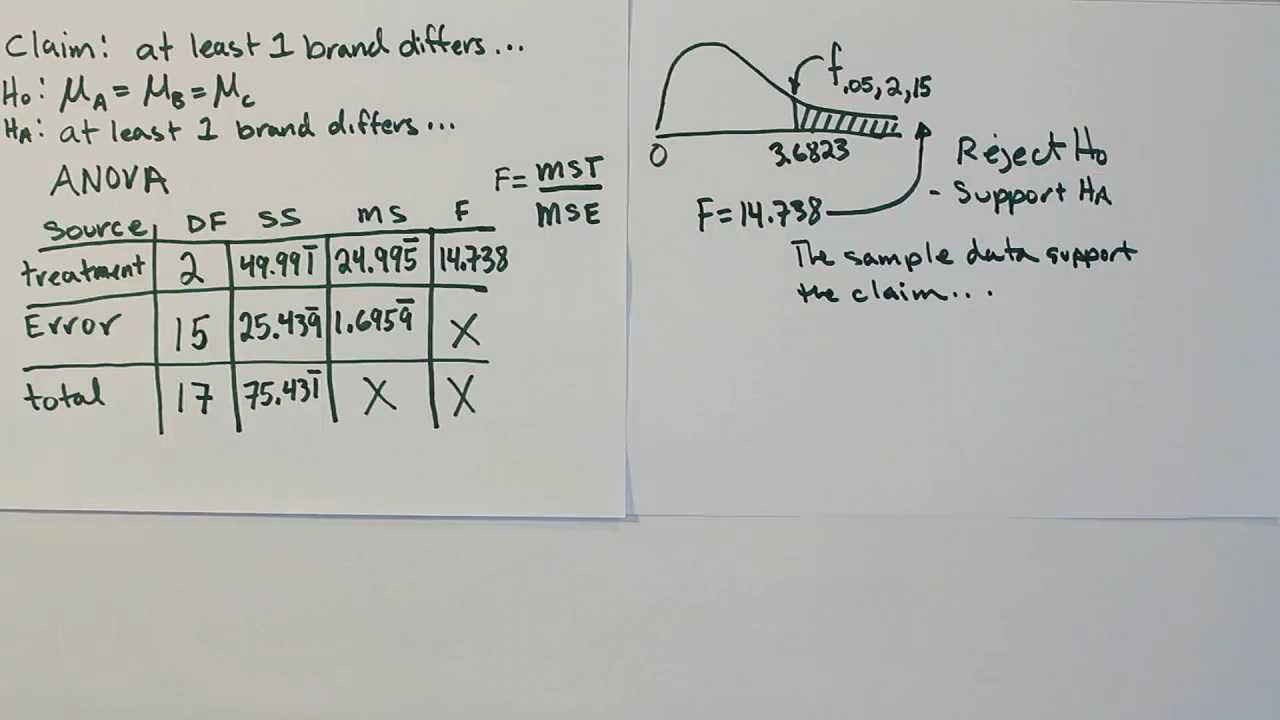 Claim: at least 1 brand differs...
H₀: μA = μB = μC
HA: at least 1 brand differs...
ANOVA
F = MST/MSE
source DF SS MS F
treatment 2 49.991̅ 24.995̅ 14.738
Error 15 25.439̅ 1.6959̅ X
total 17 75.431̅ X X
f.05,2,15
0 3.6823
Reject H₀
- Support HA
F=14.738
The sample data support
the claim...